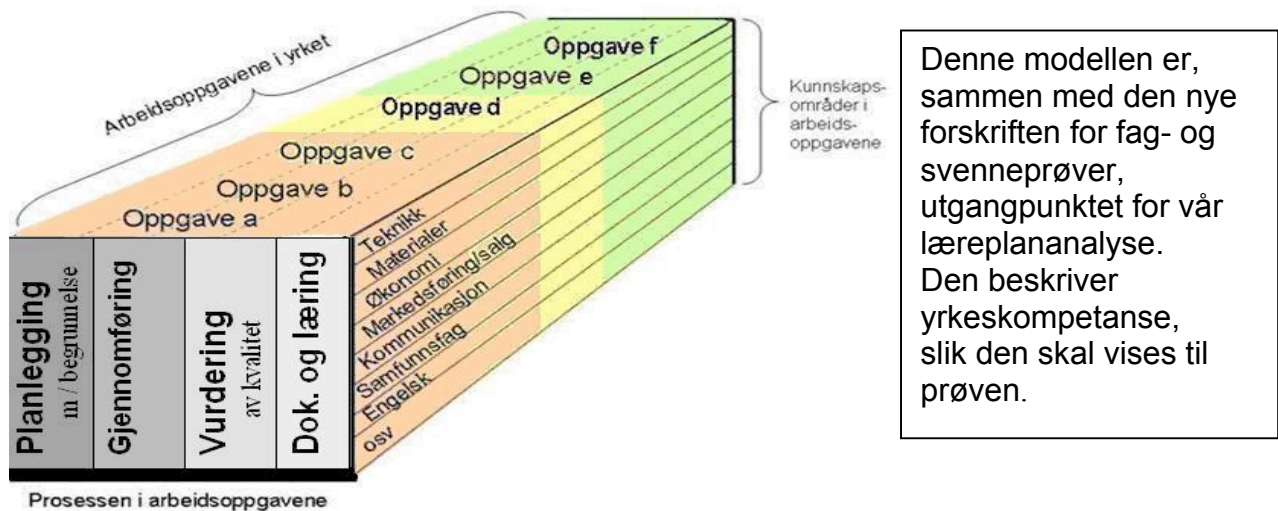 Arbeidsoppgavene i yrket
Oppgave f
Oppgave e
Oppgave d
Oppgave c
Oppgave b
Oppgave a
Kunnskaps-
områder i
arbeids-
oppgavene
Teknikk
Materialer
Økonomi
Markedsføring/salg
Kommunikasjon
Samfunnsfag
Engelsk
osv
Planlegging
m / begrunnelse
Gjennomføring
Vurdering
av kvalitet
Dok. og læring
Prosessen i arbeidsoppgavene
Denne modellen er,
sammen med den nye
forskriften for fag- og
svenneprøver,
utgangpunktet for vår
læreplananalyse.
Den beskriver
yrkeskompetanse,
slik den skal vises til
prøven.